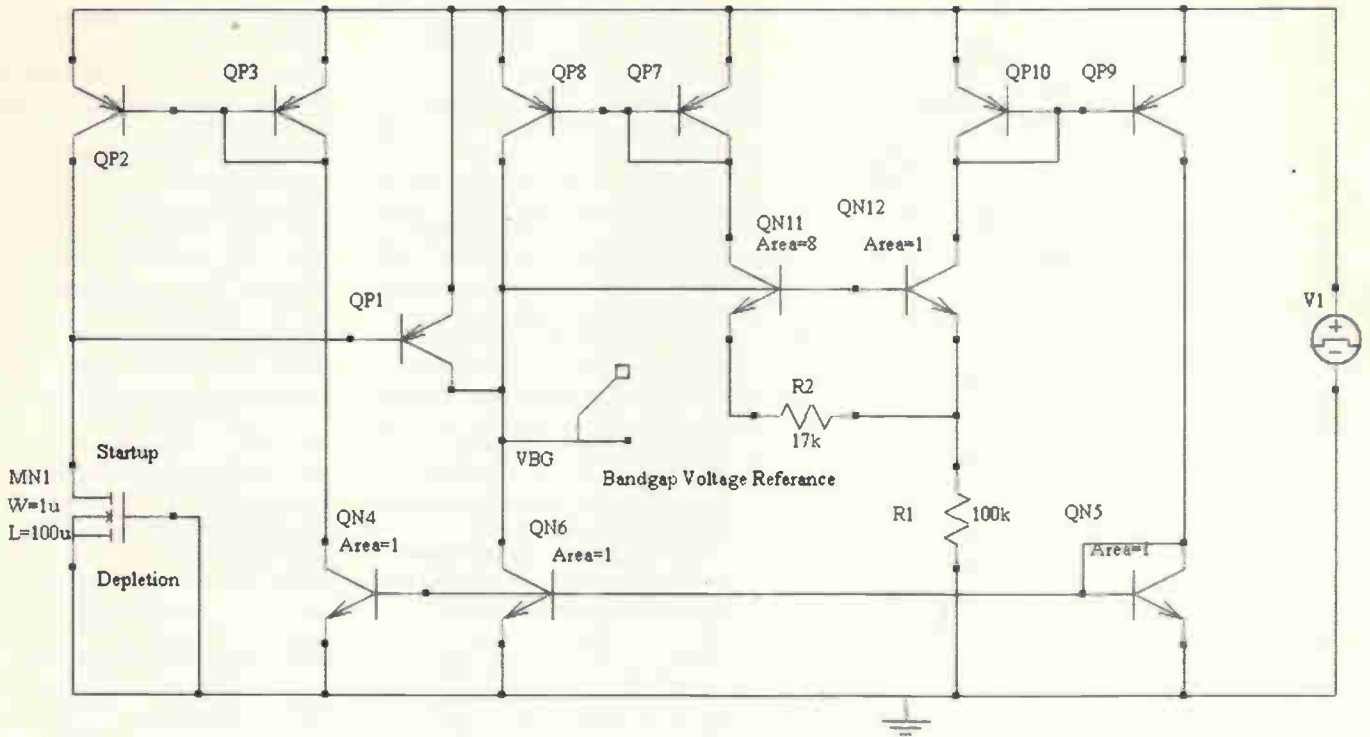 QP3
QP8
QP7
QP10
QP9
QP2
QN11
Area=8
QN12
Area=1
QP1
V1
R2
17k
VBG
Bandgap Voltage Referance
Startup
MN1
W=1u
L=100u
Depletion
QN4
Area=1
QN6
Area=1
R1
100k
QN5
Area=1